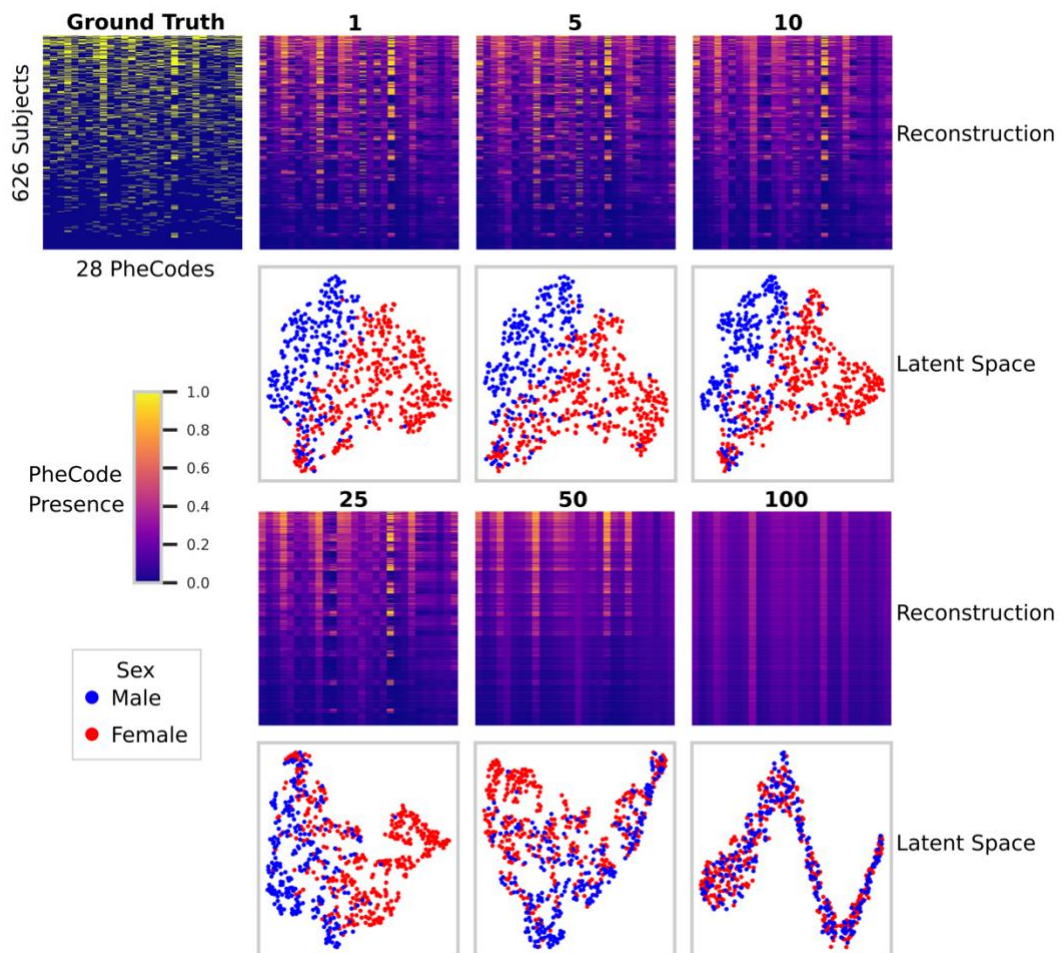 Ground Truth
1
5
10
626 Subjects
Reconstruction
28 PheCodes
Latent Space
PheCode
Presence
1.0
0.8
0.6
0.4
0.2
0.0
25
50
100
Reconstruction
Sex
Male
Female
Latent Space